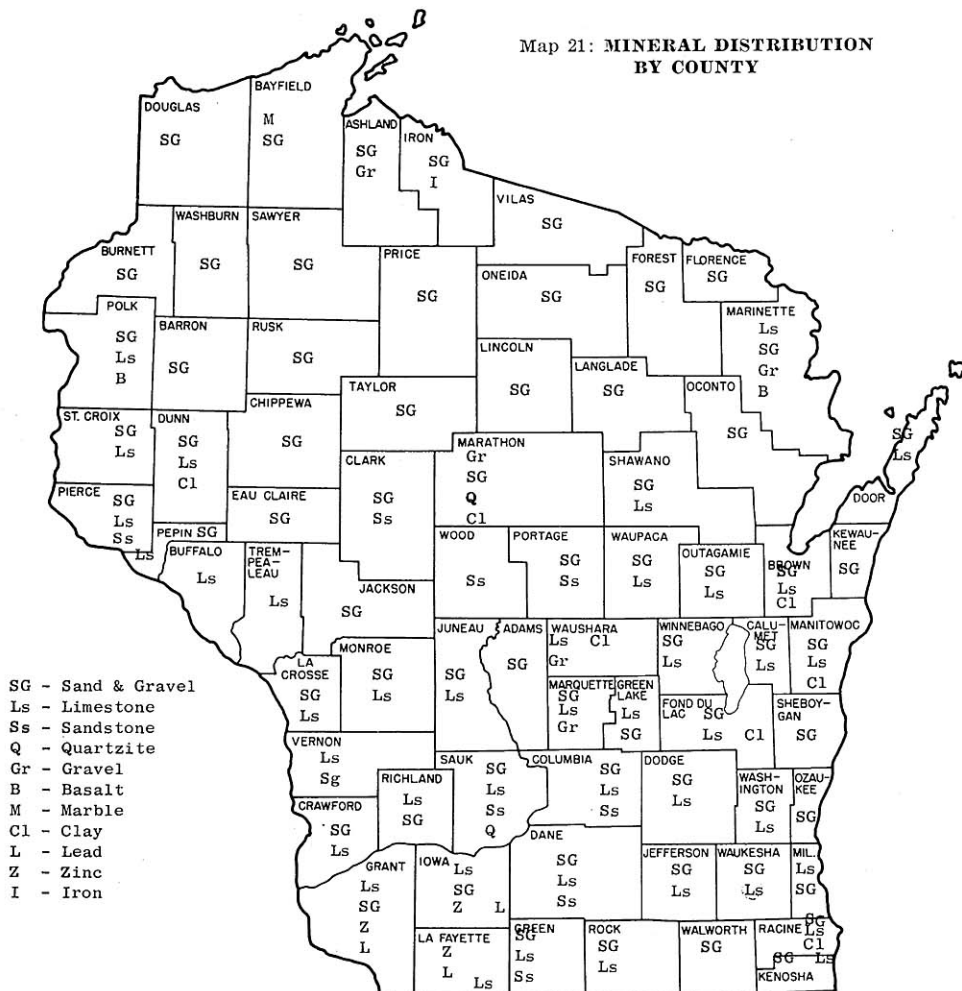 Map 21: MINERAL DISTRIBUTION
BY COUNTY
DOUGLAS
SG
BAYFIELD
M
SG
ASHLAND
SG
Gr
IRON
SG
I
VILAS
SG
BURNETT
SG
WASHBURN
SG
SAWYER
SG
PRICE
SG
ONEIDA
SG
FOREST
SG
FLORENCE
SG
MARINETTE
Ls
SG
Gr
B
POLK
SG
Ls
B
BARRON
SG
RUSK
SG
LINCOLN
SG
LANGLADE
SG
OCONTO
SG
TAYLOR
SG
CHIPPEWA
SG
ST. CROIX
SG
Ls
DUNN
SG
Ls
Cl
CLARK
SG
Ss
MARATHON
Gr
SG
Q
Cl
SHAWANO
SG
Ls
SG
Ls
DOOR
PIERCE
SG
Ls
Ss
Ls
PEPIN SG
EAU CLAIRE
SG
BUFFALO
Ls
TREM-
PEA-
LEAU
Ls
JACKSON
SG
WOOD
Ss
PORTAGE
SG
Ss
WAUPACA
SG
Ls
OUTAGAMIE
SG
Ls
BROWN
SG
Ls
Cl
KEWAU-
NEE
SG
LA
CROSSE
SG
Ls
MONROE
SG
Ls
JUNEAU
SG
Ls
ADAMS
SG
WAUSHARA
Ls Cl
Gr
WINNEBAGO
SG
Ls
CALU-
MET
SG
Ls
MANITOWOC
SG
Ls
Cl
MARQUETTE
SG
Ls
Gr
GREEN
LAKE
Ls
SG
FOND DU
LAC SG
Ls Cl
SHEBOY-
GAN
SG
VERNON
Ls
Sg
RICHLAND
Ls
SG
SAUK
SG
Ls
Ss
Q
COLUMBIA
SG
Ls
Ss
DODGE
SG
Ls
WASH-
INGTON
SG
Ls
OZAU-
KEE
SG
CRAWFORD
SG
Ls
GRANT
Ls
SG
Z
L
IOWA
Ls
SG
Z L
DANE
SG
Ls
Ss
JEFFERSON
SG
Ls
WAUKESHA
SG
Ls
MIL.
Ls
SG
LA FAYETTE
Z
L Ls
GREEN
SG
Ls
Ss
ROCK
SG
Ls
WALWORTH
SG
RACINE
SG
Ls
Cl
SG Ls
KENOSHA
SG - Sand & Gravel
Ls - Limestone
Ss - Sandstone
Q - Quartzite
Gr - Gravel
B - Basalt
M - Marble
Cl - Clay
L - Lead
Z - Zinc
I - Iron